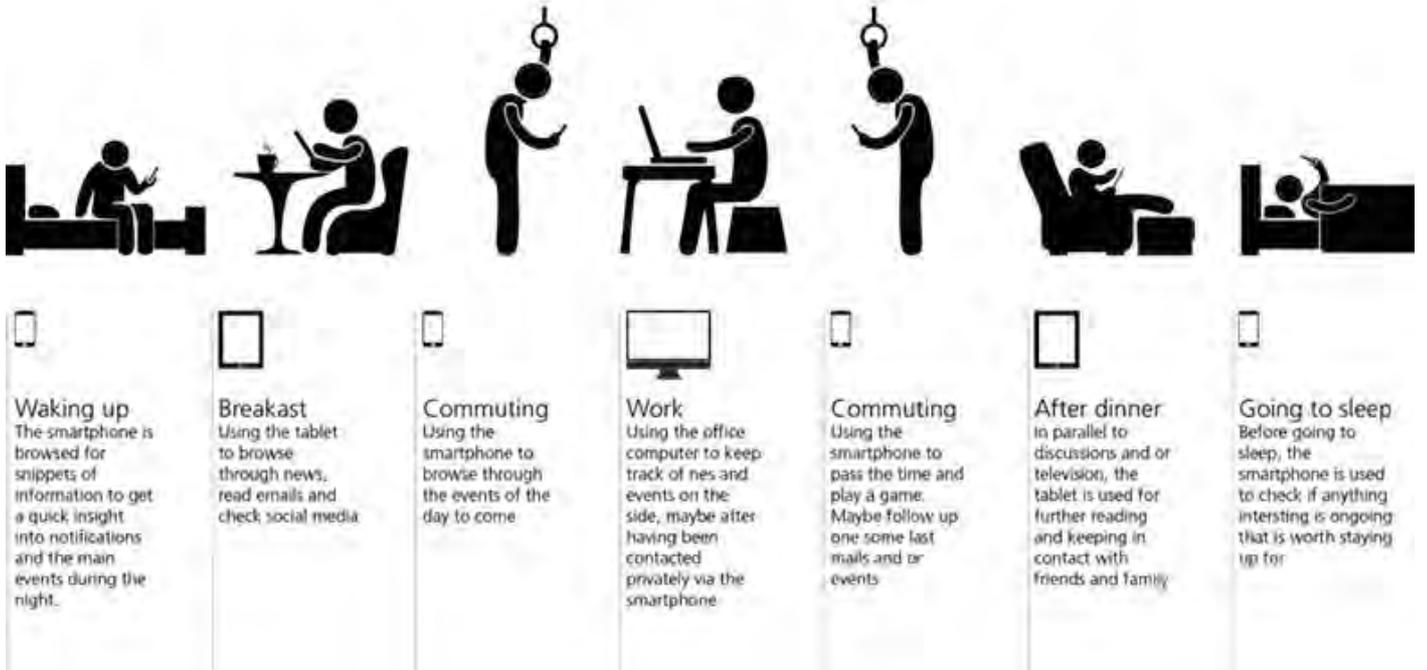 Waking up
The smartphone is
browsed for
snippets of
information to get
a quick insight
into notifications
and the main
events during the
night.
Breakast
Using the tablet
to browse
through news,
read emails and
check social media
Commuting
Using the
smartphone to
browse through
the events of the
day to come
Work
Using the office
computer to keep
track of nes and
events on the
side, maybe after
having been
contacted
privately via the
smartphone
Commuting
Using the
smartphone to
pass the time and
play a game.
Maybe follow up
one some last
mails and or
events
After dinner
In parallel to
discussions and or
television, the
tablet is used for
further reading
and keeping in
contact with
friends and family
Going to sleep
Before going to
sleep, the
smartphone is used
to check if anything
intersting is ongoing
that is worth staying
up for